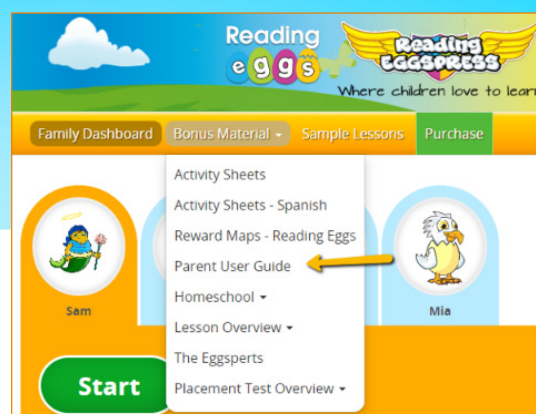 Reading
eggs
Reading
EGGSPRESS
Where children love to lear
Family Dashboard Bonus Material Sample Lessons Purchase
Activity Sheets
Activity Sheets - Spanish
Reward Maps - Reading Eggs
Parent User Guide
Homeschool
Lesson Overview
The Eggsperts
Placement Test Overview
Sam
Mia
Start